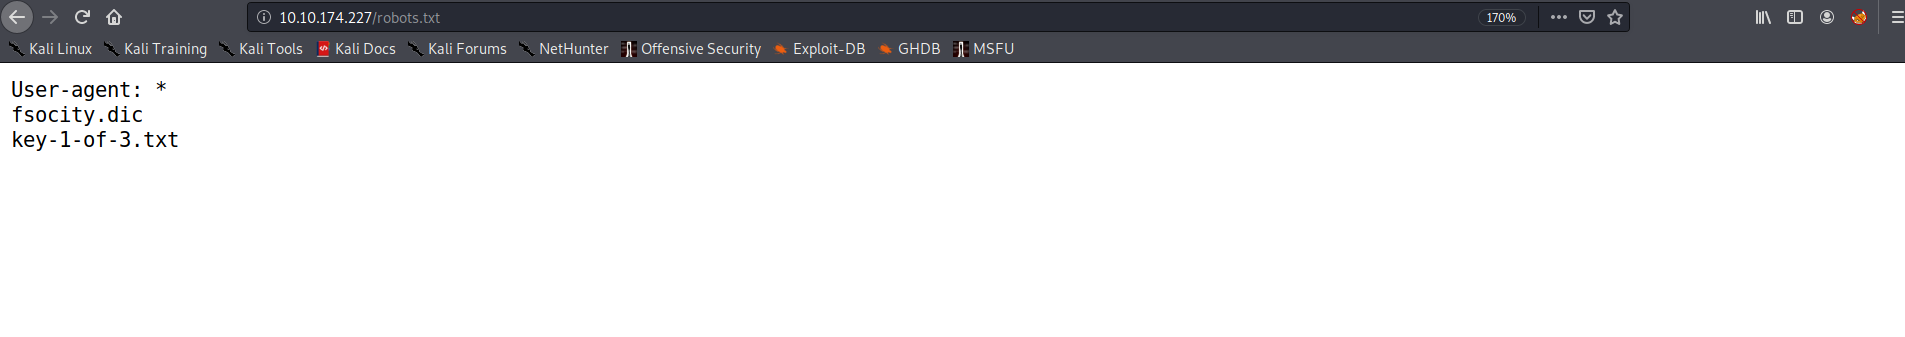 10.10.174.227/robots.txt
170%
Kali Linux Kali Training Kali Tools Kali Docs Kali Forums NetHunter Offensive Security Exploit-DB GHDB MSFU
User-agent: *
fsocity.dic
key-1-of-3.txt